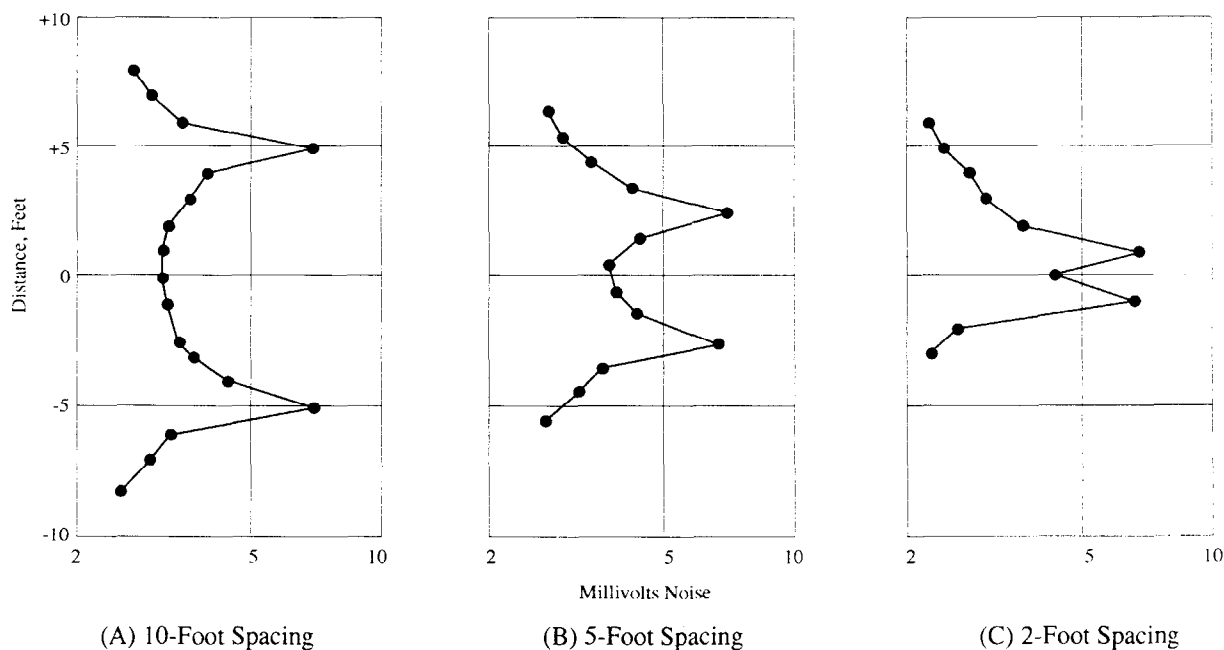 +10
+5
0
-5
-10
Distance, Feet
2 5 10
2 5 10
2 5 10
Millivolts Noise
(A) 10-Foot Spacing
(B) 5-Foot Spacing
(C) 2-Foot Spacing